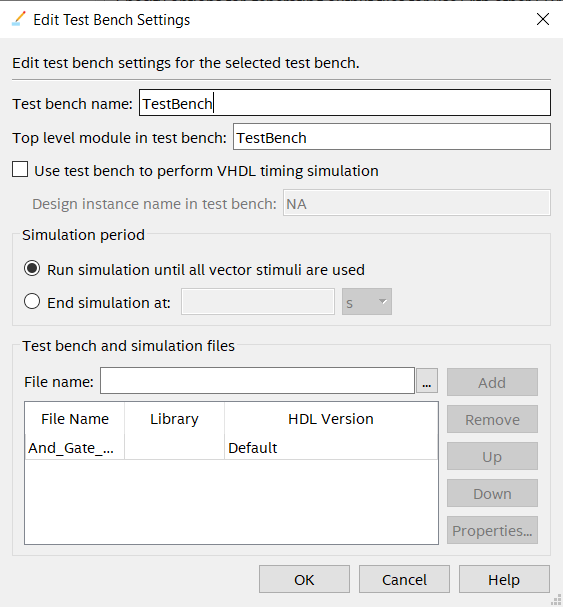 Edit Test Bench Settings
Edit test bench settings for the selected test bench.
Test bench name: TestBench
Top level module in test bench: TestBench
Use test bench to perform VHDL timing simulation
Design instance name in test bench: NA
Simulation period
Run simulation until all vector stimuli are used
End simulation at: s
Test bench and simulation files
File name: ... Add
File Name Library HDL Version
Remove
And_Gate_... Default
Up
Down
Properties...
OK Cancel Help